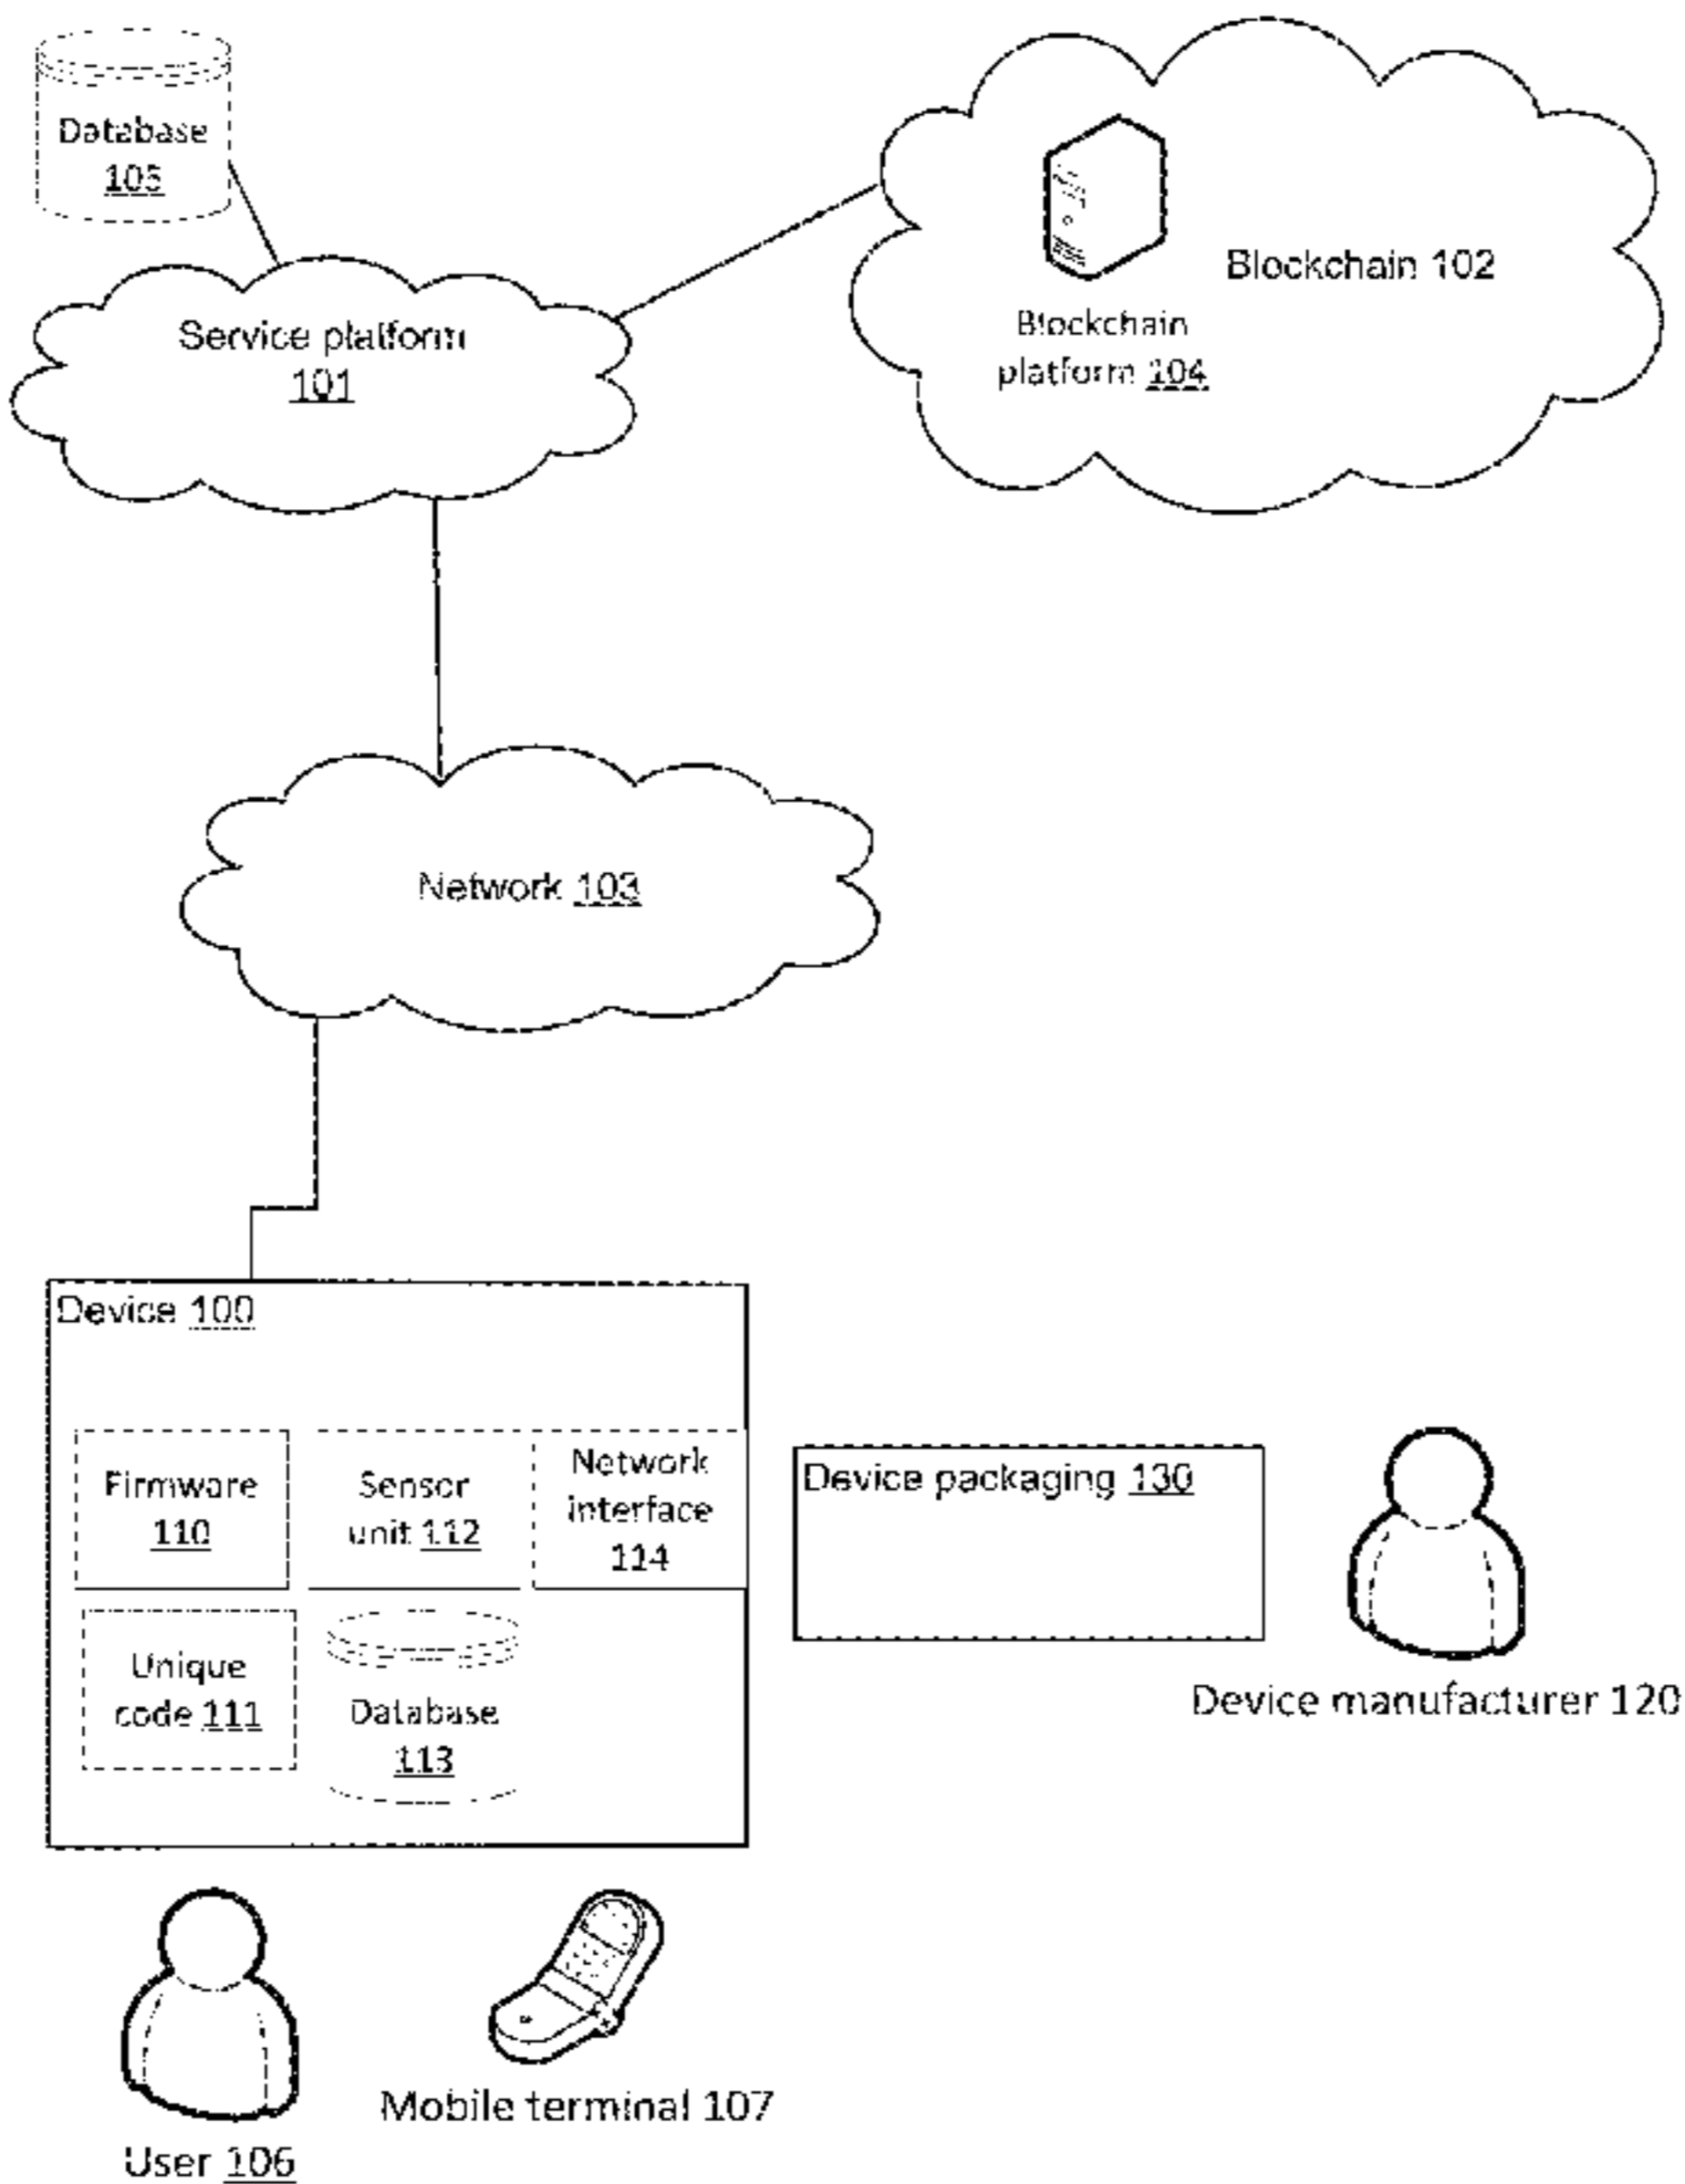 Database
105
Service platform
101
Blockchain 102
Blockchain
platform 104
Network 103
Device 100
Firmware
110
Sensor
unit 112
Network
interface
114
Unique
code 111
Database
113
Device packaging 130
Device manufacturer 120
Mobile terminal 107
User 106